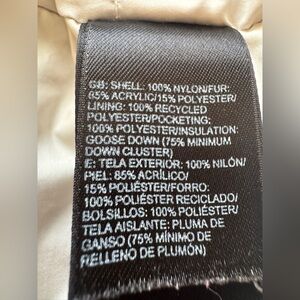 GB: SHELL: 100% NYLON/FUR:
85% ACRYLIC/15% POLYESTER/
LINING: 100% RECYCLED
POLYESTER/POCKETING:
100% POLYESTER/INSULATION:
GOOSE DOWN (75% MINIMUM
DOWN CLUSTER)
E: TELA EXTERIOR: 100% NILÓN/
PIEL: 85% ACRÍLICO/
15% POLIÉSTER/FORRO:
100% POLIÉSTER RECICLADO/
BOLSILLOS: 100% POLIÉSTER/
TELA AISLANTE: PLUMA DE
GANSO (75% MÍNIMO DE
RELLENO DE PLUMÓN)